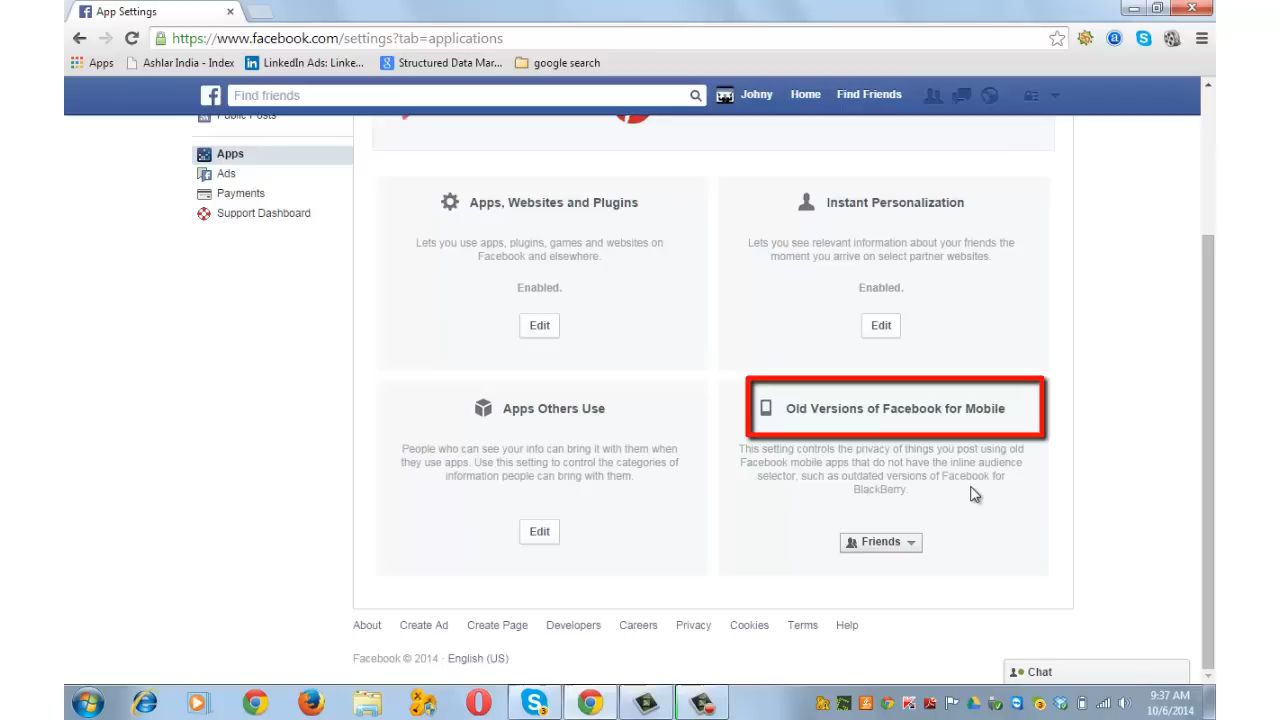 App Settings
https://www.facebook.com/settings?tab=applications
Apps Ashlar India - Index LinkedIn Ads: Linke... Structured Data Mar... google search
Find friends Johny Home Find Friends
Public Posts
Apps
Ads
Payments
Support Dashboard
Apps, Websites and Plugins
Lets you use apps, plugins, games and websites on
Facebook and elsewhere.
Enabled.
Edit
Instant Personalization
Lets you see relevant information about your friends the
moment you arrive on select partner websites.
Enabled.
Edit
Apps Others Use
People who can see your info can bring it with them when
they use apps. Use this setting to control the categories of
information people can bring with them.
Edit
Old Versions of Facebook for Mobile
This setting controls the privacy of things you post using old
Facebook mobile apps that do not have the inline audience
selector, such as outdated versions of Facebook for
BlackBerry.
Friends
About Create Ad Create Page Developers Careers Privacy Cookies Terms Help
Facebook © 2014 · English (US)
Chat
9:37 AM
10/6/2014